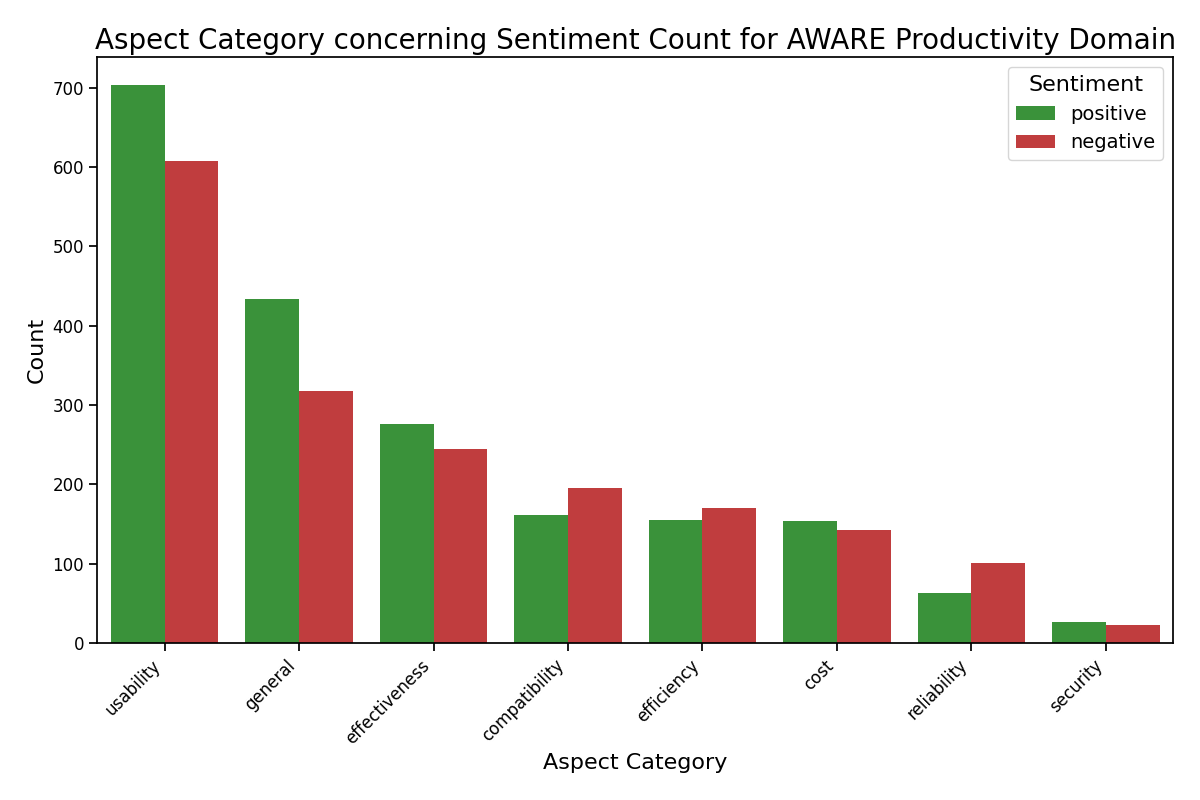 Aspect Category concerning Sentiment Count for AWARE Productivity Domain
Sentiment
positive
negative
Count
700
600
500
400
300
200
100
0
usability
general
effectiveness
compatibility
efficiency
cost
reliability
security
Aspect Category